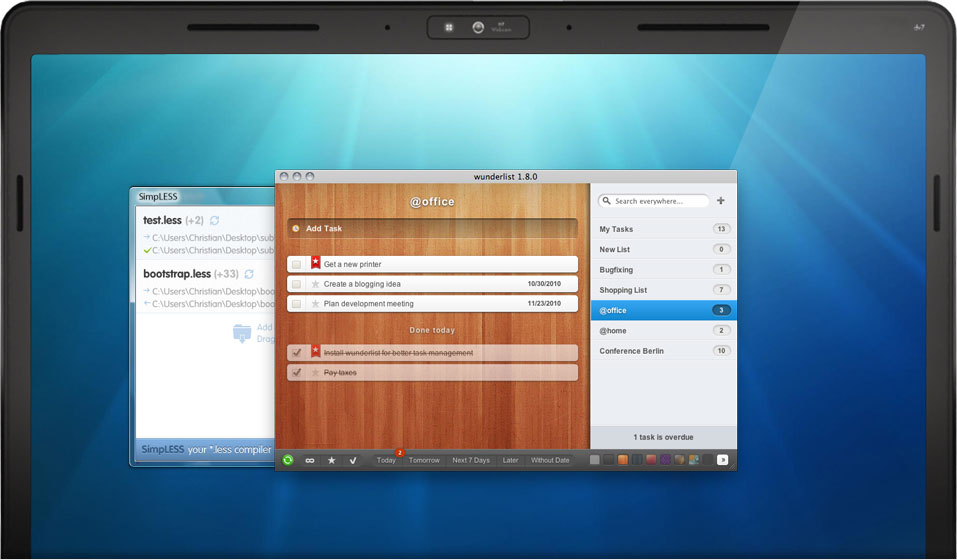 SimpLESS
test.less (+2)
C:\Users\Christian\Desktop\sub
C:\Users\Christian\Desktop\sub
bootstrap.less (+33)
C:\Users\Christian\Desktop\boo
C:\Users\Christian\Desktop\boo
Add
Drag
SimpLESS your *.less compiler
wunderlist 1.8.0
@office
Add Task
Get a new printer
Create a blogging idea 10/30/2010
Plan development meeting 11/23/2010
Done today
Install wunderlist for better task management
Pay taxes
2
Today Tomorrow Next 7 Days Later Without Date
Search everywhere...
My Tasks 13
New List 0
Bugfixing 1
Shopping List 7
@office 3
@home 2
Conference Berlin 10
1 task is overdue